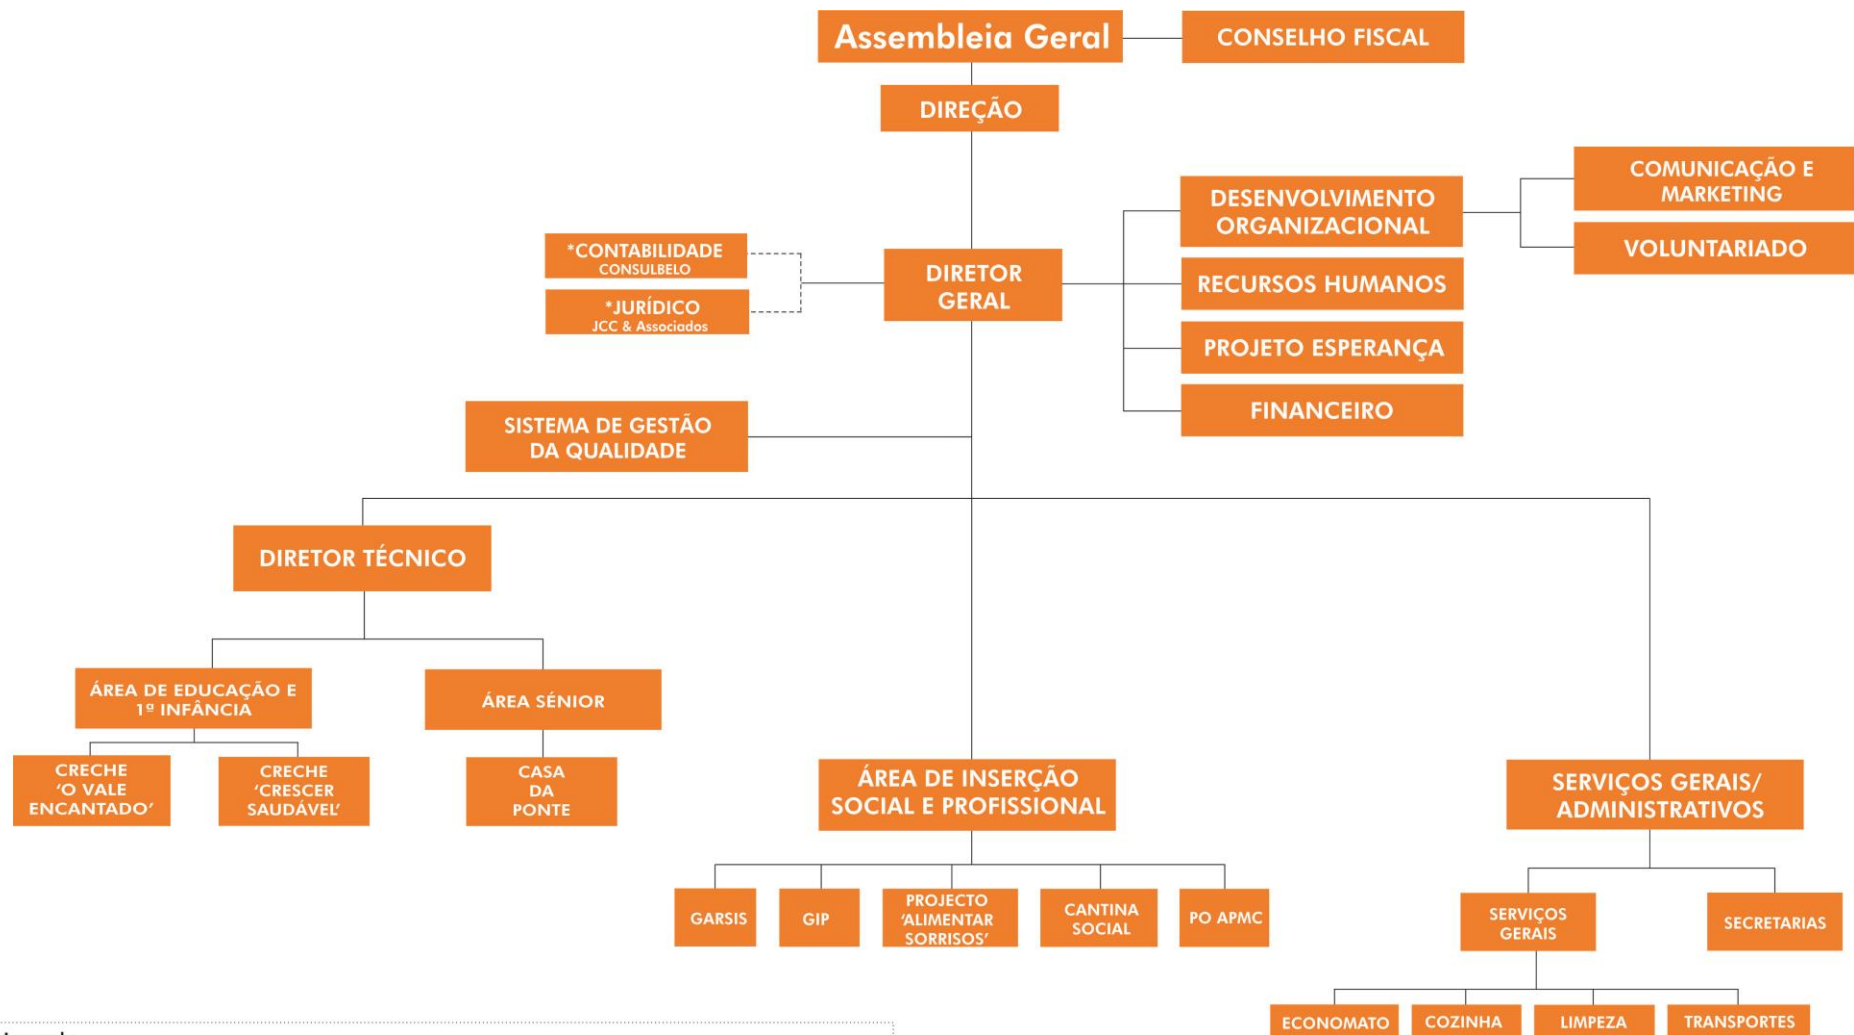 Assembleia Geral
CONSELHO FISCAL
DIREÇÃO
COMUNICAÇÃO E
MARKETING
DESENVOLVIMENTO
ORGANIZACIONAL
VOLUNTARIADO
*CONTABILIDADE
CONSULBELO
*JURÍDICO
JCC & Associados
DIRETOR
GERAL
RECURSOS HUMANOS
PROJETO ESPERANÇA
FINANCEIRO
SISTEMA DE GESTÃO
DA QUALIDADE
DIRETOR TÉCNICO
ÁREA DE EDUCAÇÃO E
1ª INFÂNCIA
ÁREA SÉNIOR
CRECHE
'O VALE
ENCANTADO'
CRECHE
'CRESCER
SAUDÁVEL'
CASA
DA
PONTE
ÁREA DE INSERÇÃO
SOCIAL E PROFISSIONAL
SERVIÇOS GERAIS/
ADMINISTRATIVOS
GARSIS
GIP
PROJECTO
'ALIMENTAR
SORRISOS'
CANTINA
SOCIAL
PO APMC
SERVIÇOS
GERAIS
SECRETARIAS
ECONOMATO
COZINHA
LIMPEZA
TRANSPORTES